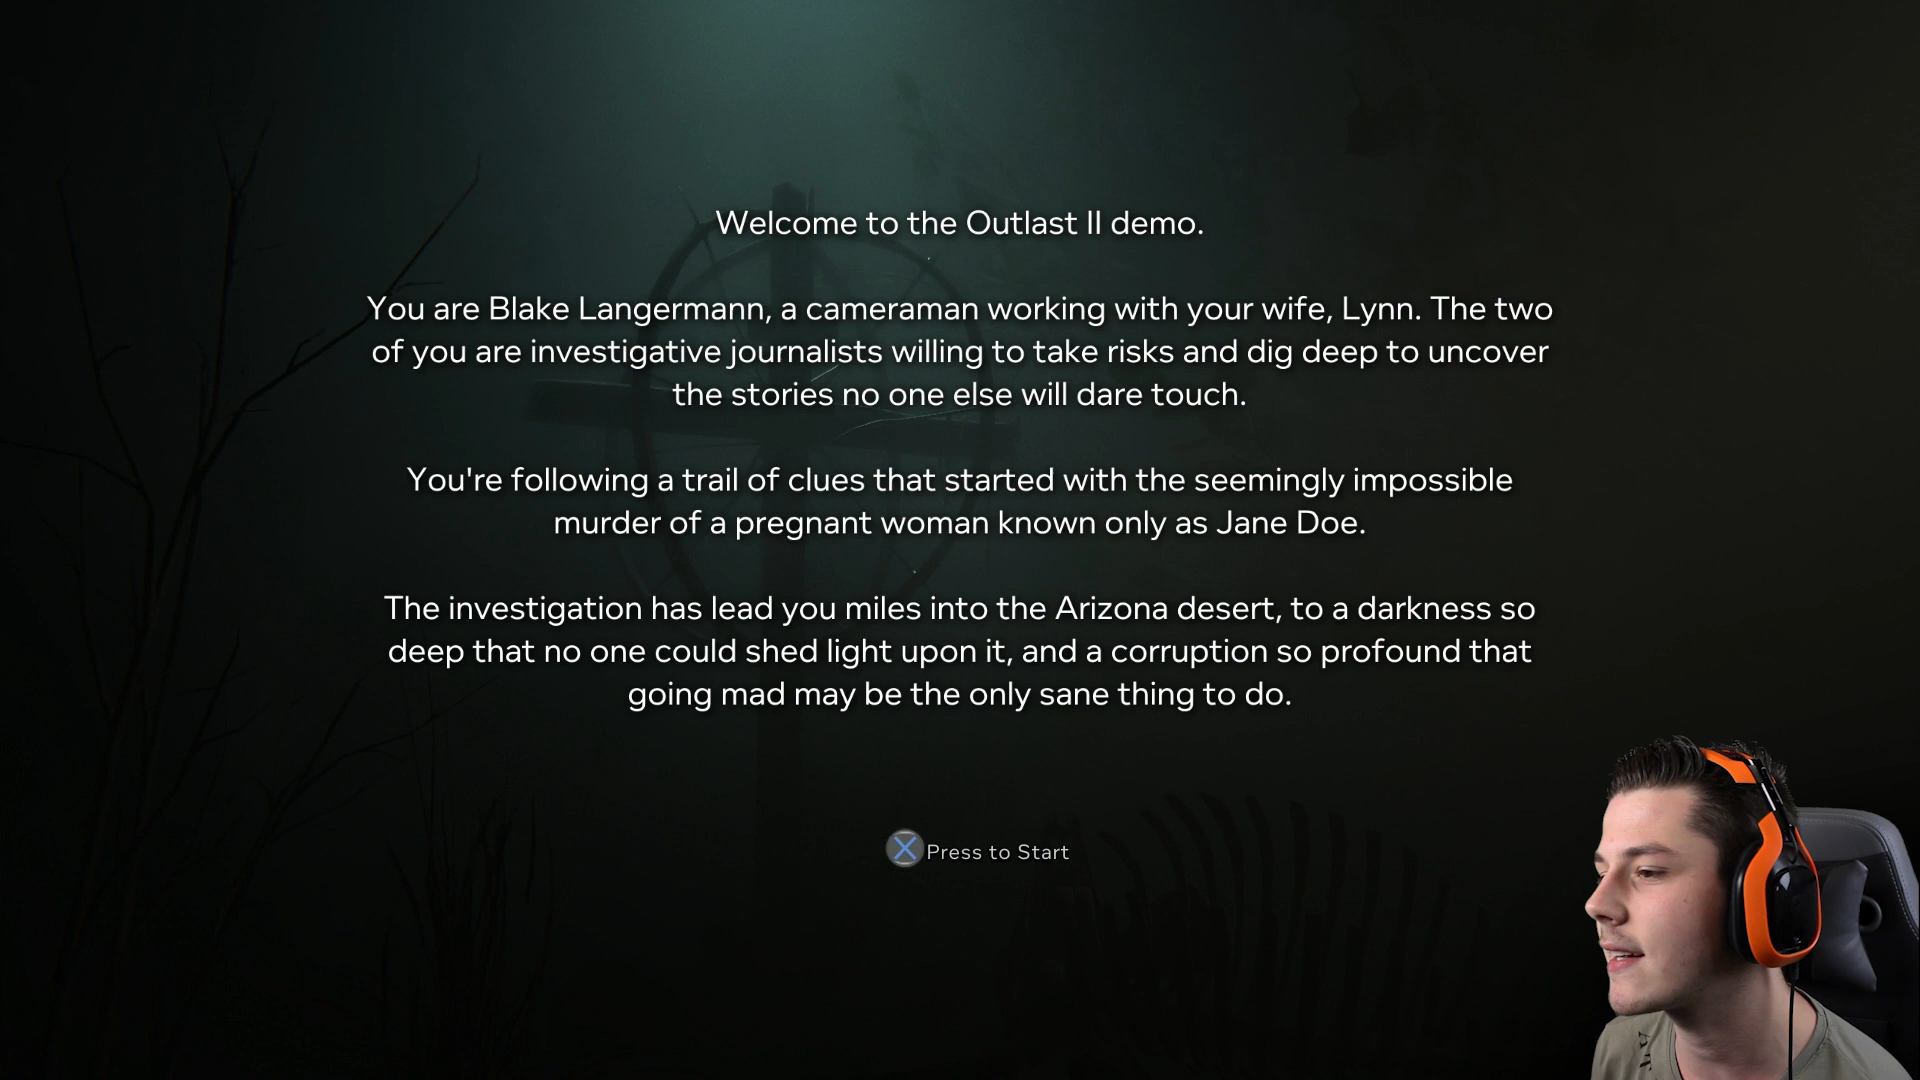 Welcome to the Outlast II demo.
You are Blake Langermann, a cameraman working with your wife, Lynn. The two
of you are investigative journalists willing to take risks and dig deep to uncover
the stories no one else will dare touch.
You're following a trail of clues that started with the seemingly impossible
murder of a pregnant woman known only as Jane Doe.
The investigation has lead you miles into the Arizona desert, to a darkness so
deep that no one could shed light upon it, and a corruption so profound that
going mad may be the only sane thing to do.
Press to Start